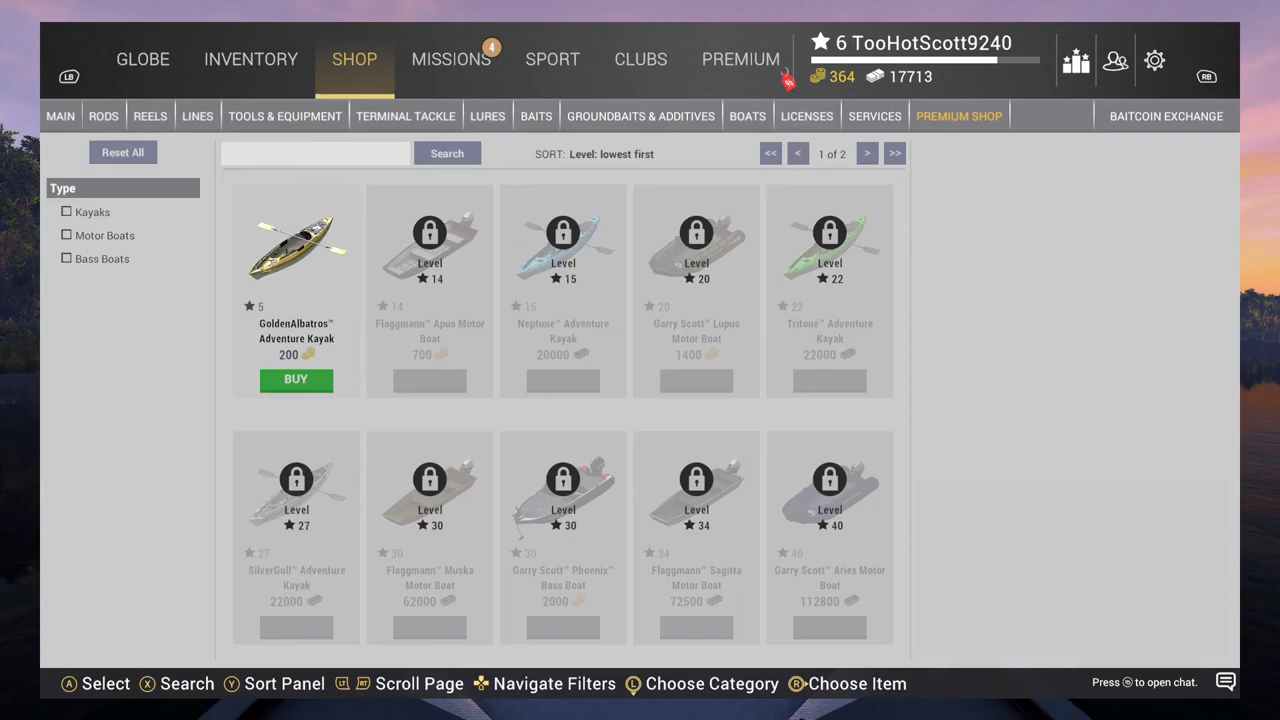 LB
GLOBE INVENTORY SHOP MISSIONS 4 SPORT CLUBS PREMIUM
6 TooHotScott9240
364 17713
RB
MAIN RODS REELS LINES TOOLS & EQUIPMENT TERMINAL TACKLE LURES BAITS GROUNDBAITS & ADDITIVES BOATS LICENSES SERVICES PREMIUM SHOP BAITCOIN EXCHANGE
Reset All
Search SORT: Level: lowest first << < 1 of 2 > >>
Type
Kayaks
Motor Boats
Bass Boats
5
GoldenAlbatros™
Adventure Kayak
200
BUY
Level
14
14
Flaggmann™ Apus Motor
Boat
700
Level
15
15
Neptune™ Adventure
Kayak
20000
Level
20
20
Garry Scott™ Lupus
Motor Boat
1400
Level
22
22
Tritone™ Adventure
Kayak
22000
Level
27
27
SilverGull™ Adventure
Kayak
22000
Level
30
30
Flaggmann™ Muska
Motor Boat
62000
Level
30
30
Garry Scott™ Phoenix™
Bass Boat
2000
Level
34
34
Flaggmann™ Sagitta
Motor Boat
72500
Level
40
40
Garry Scott™ Aries Motor
Boat
112800
A Select X Search Y Sort Panel LT RT Scroll Page Navigate Filters L Choose Category R Choose Item
Press to open chat.